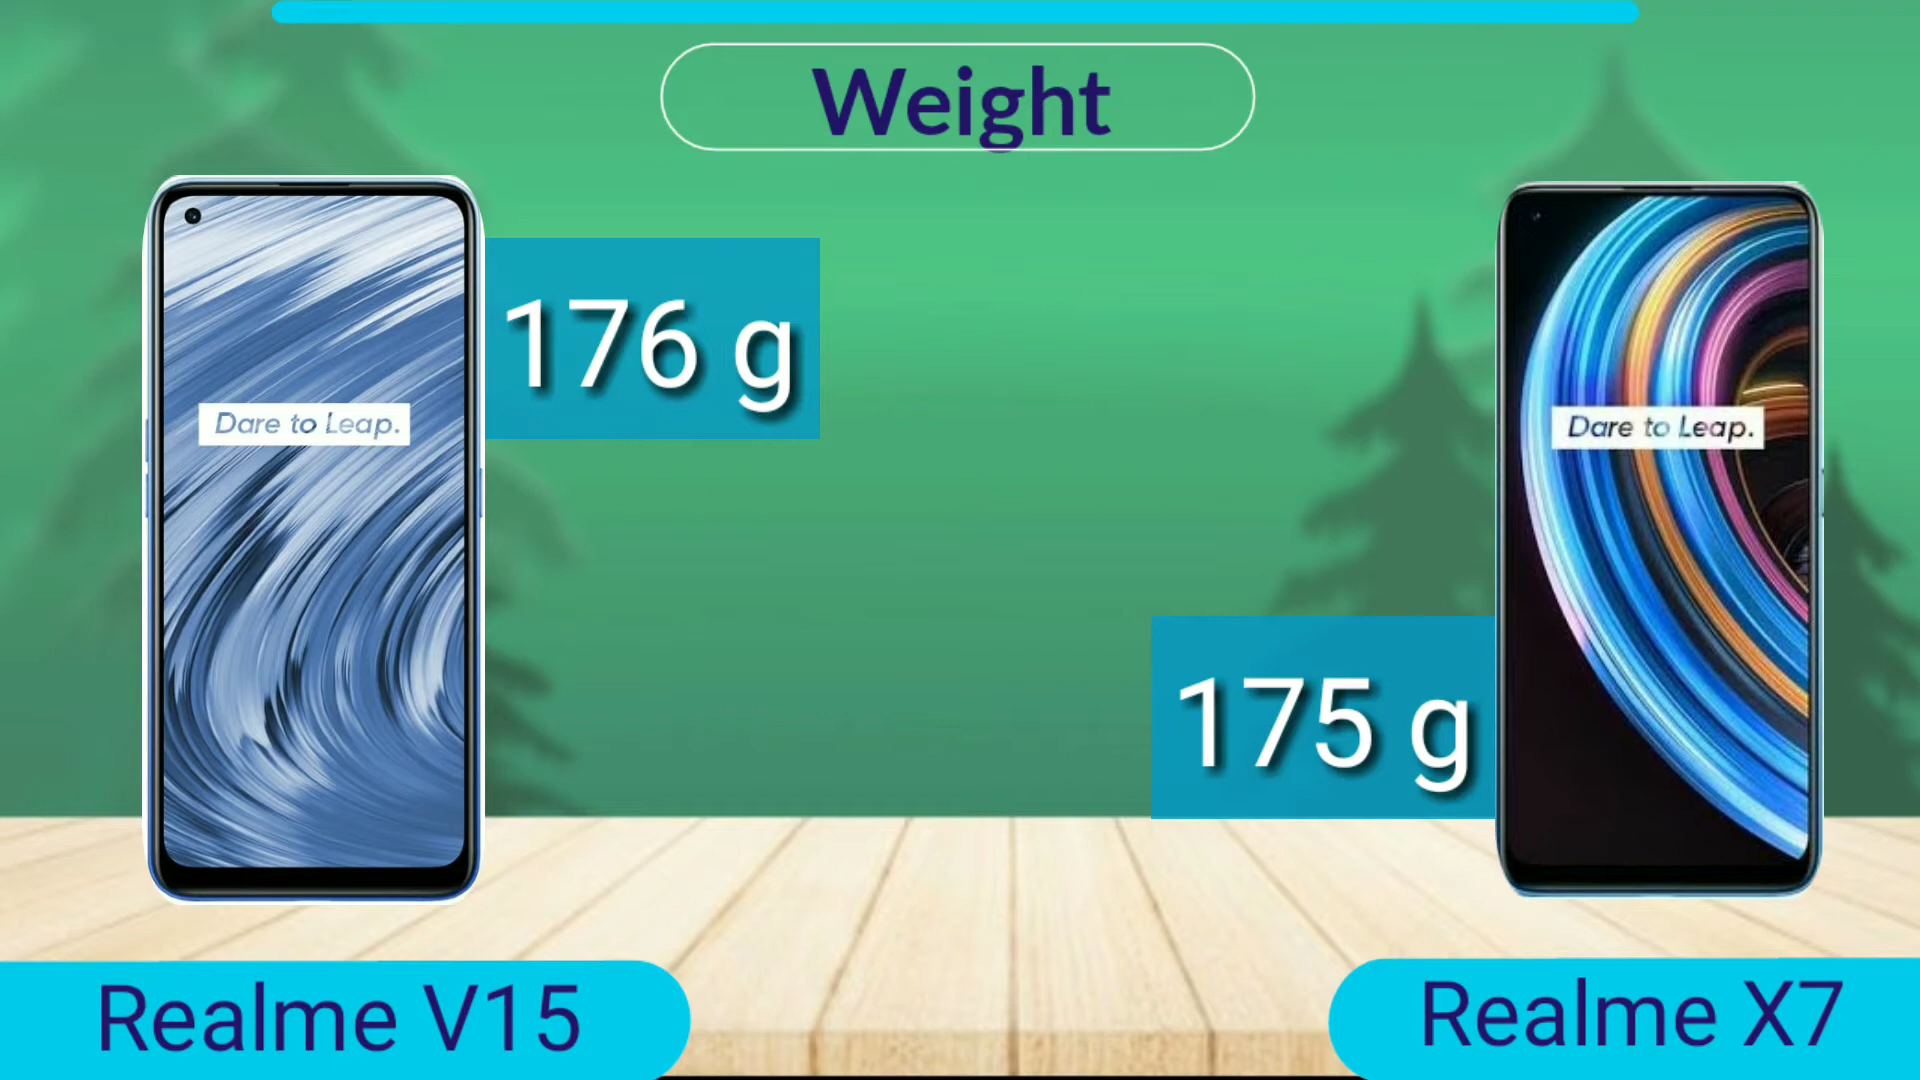 Weight
176 g
Dare to Leap.
Dare to Leap.
175 g
Realme V15
Realme X7